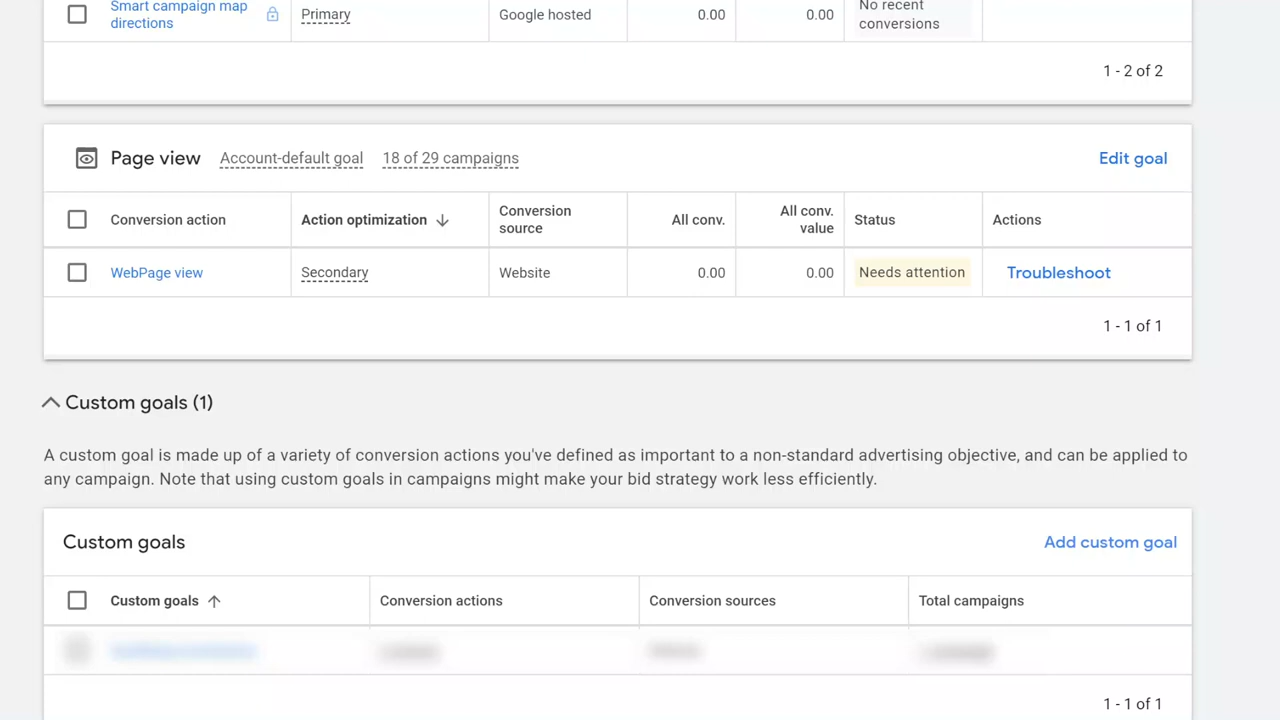 Smart campaign map
directions
Primary
Google hosted
0.00
0.00
No recent
conversions
1 - 2 of 2
Page view
Account-default goal
18 of 29 campaigns
Edit goal
Conversion action
Action optimization
Conversion
source
All conv.
All conv.
value
Status
Actions
WebPage view
Secondary
Website
0.00
0.00
Needs attention
Troubleshoot
1 - 1 of 1
Custom goals (1)
A custom goal is made up of a variety of conversion actions you've defined as important to a non-standard advertising objective, and can be applied to
any campaign. Note that using custom goals in campaigns might make your bid strategy work less efficiently.
Custom goals
Add custom goal
Custom goals
Conversion actions
Conversion sources
Total campaigns
1 - 1 of 1